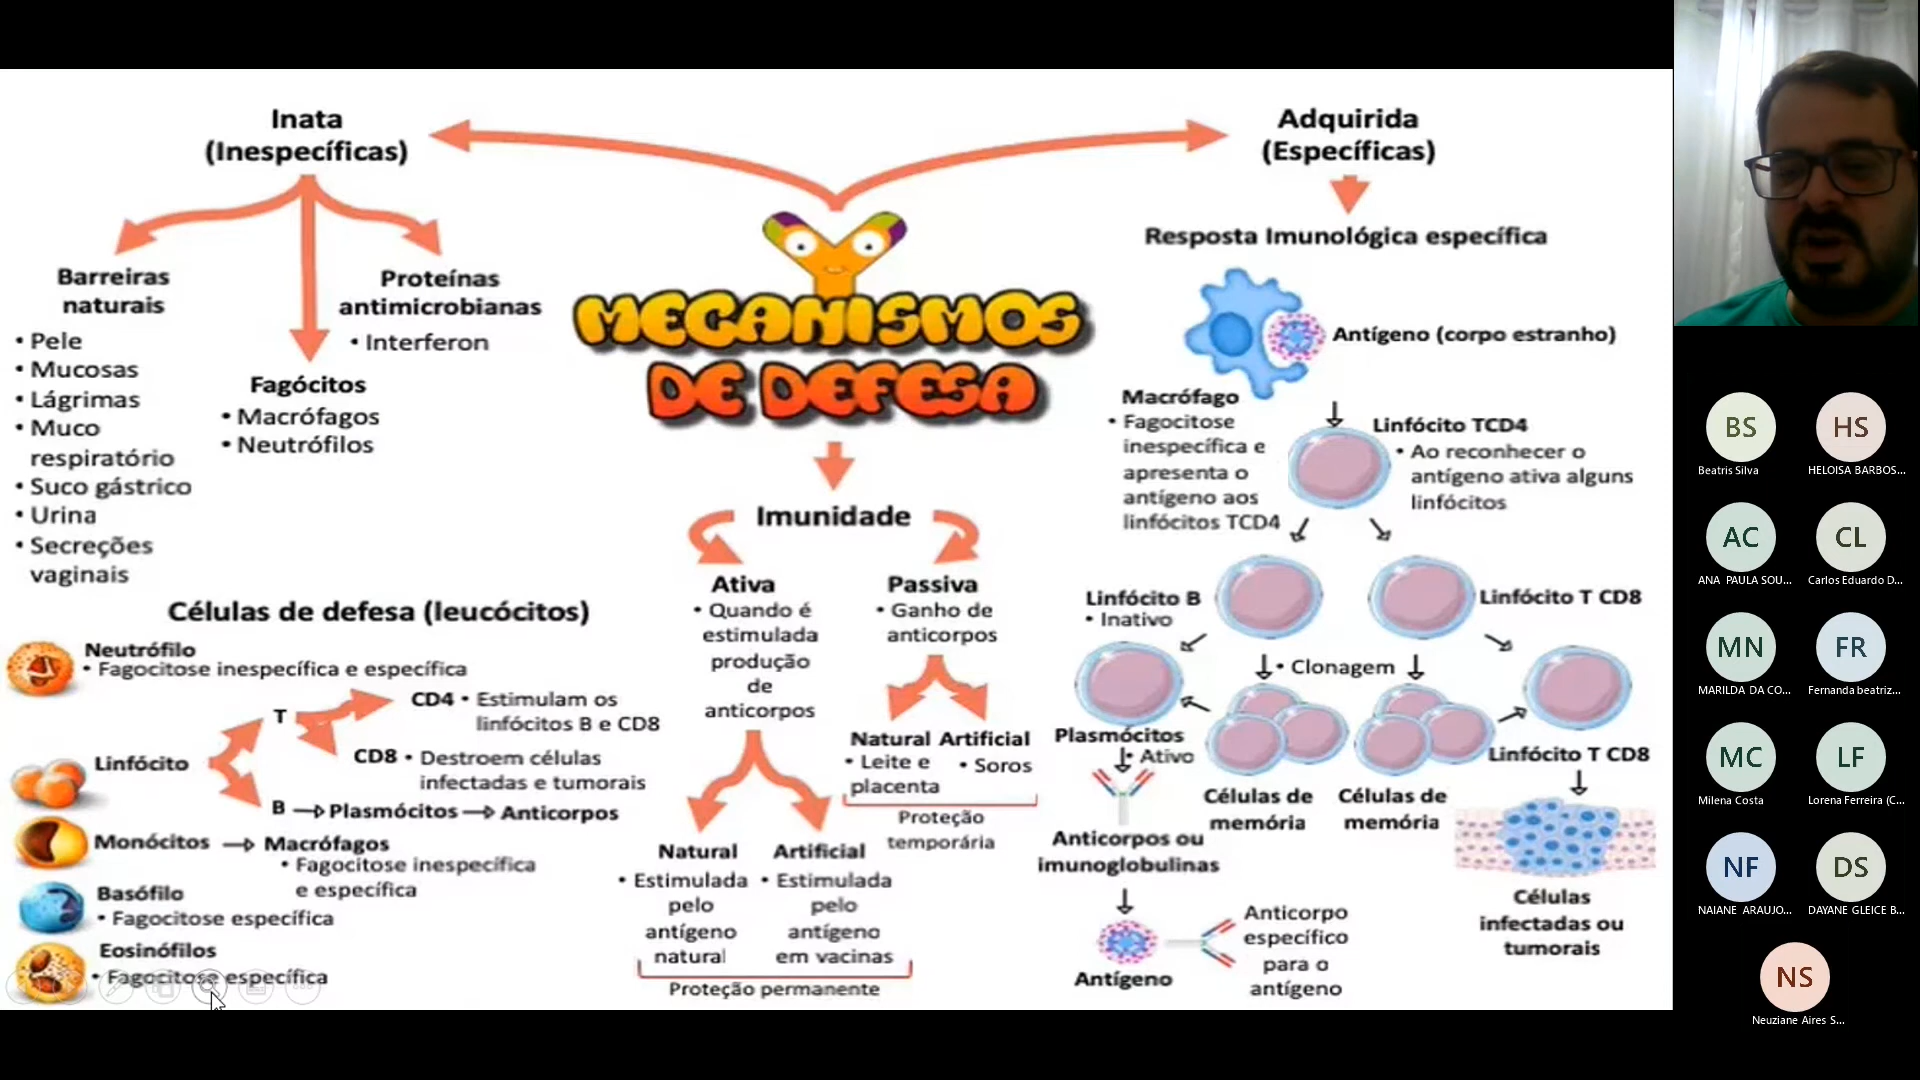 Inata
(Inespecíficas)
Barreiras
naturais
• Pele
• Mucosas
• Lágrimas
• Muco
respiratório
• Suco gástrico
• Urina
• Secreções
vaginais
Fagócitos
• Macrófagos
• Neutrófilos
Proteínas
antimicrobianas
• Interferon
MECANISMOS
DE DEFESA
Adquirida
(Específicas)
Resposta Imunológica específica
Antígeno (corpo estranho)
Macrófago
• Fagocitose
inespecífica e
apresenta o
antígeno aos
linfócitos TCD4
Linfócito TCD4
• Ao reconhecer o
antígeno ativa alguns
linfócitos
Linfócito B
• Inativo
Linfócito T CD8
• Clonagem
Plasmócitos
• Ativo
Células de
memória
Células de
memória
Linfócito T CD8
Anticorpos ou
imunoglobulinas
Antígeno
Anticorpo
específico
para o
antígeno
Células
infectadas ou
tumorais
Imunidade
Ativa
• Quando é
estimulada
produção
de
anticorpos
Passiva
• Ganho de
anticorpos
Natural
• Leite e
placenta
Artificial
• Soros
Proteção
temporária
Natural
• Estimulada
pelo
antígeno
natural
Artificial
• Estimulada
pelo
antígeno
em vacinas
Proteção permanente
Células de defesa (leucócitos)
Neutrófilo
• Fagocitose inespecífica e específica
Linfócito
T
CD4 • Estimulam os
linfócitos B e CD8
CD8 • Destroem células
infectadas e tumorais
B
Plasmócitos
Anticorpos
Monócitos
Macrófagos
• Fagocitose inespecífica
e específica
Basófilo
• Fagocitose específica
Eosinófilos
• Fagocitose específica
BS
Beatris Silva
HS
HELOISA BARBOS...
AC
ANA PAULA SOU...
CL
Carlos Eduardo D...
MN
MARILDA DA CO...
FR
Fernanda beatriz...
MC
Milena Costa
LF
Lorena Ferreira (C...
NF
NAIANE ARAUJO...
DS
DAYANE GLEICE B...
NS
Neuziane Aires S...